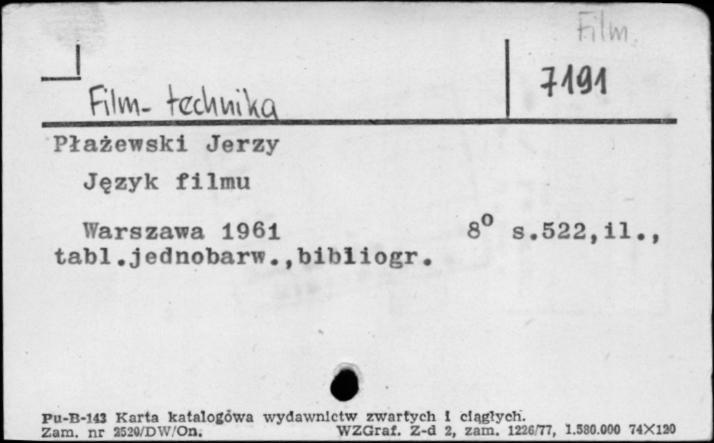 Film
Film- technika
7191
Płażewski Jerzy
Język filmu
Warszawa 1961 8° s.522,il.,
tabl.jednobarw.,bibliogr.
Pu-B-143 Karta katalogowa wydawnictw zwartych i ciągłych.
Zam. nr 2520/DW/On. WZGraf. Z-d 2, zam. 1226/77, 1.580.000 74X120